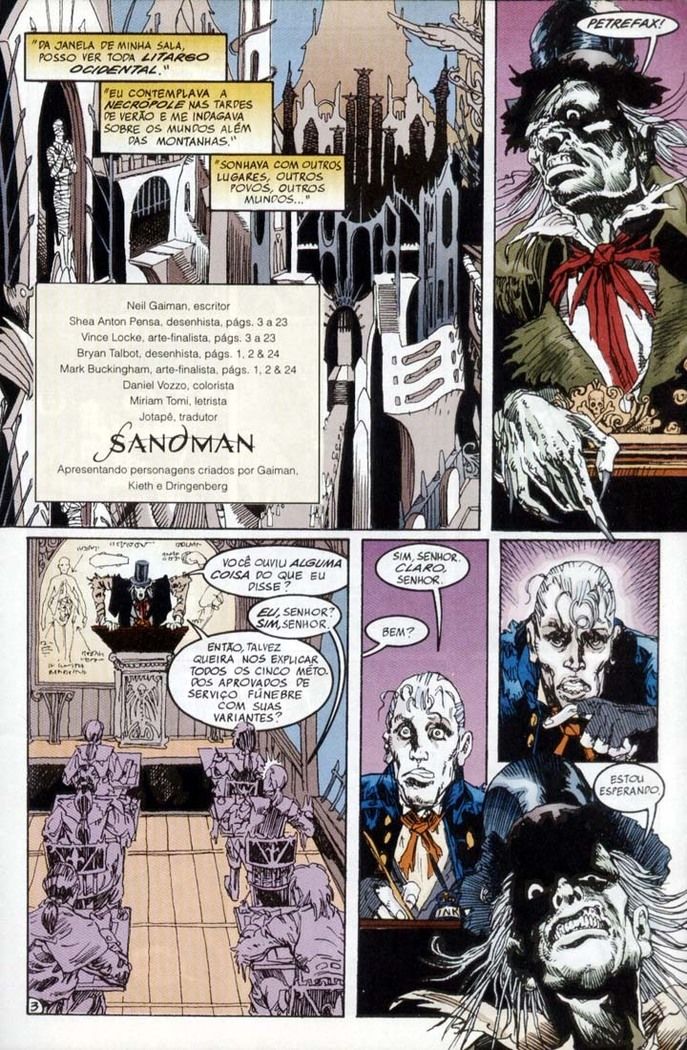 "DA JANELA DE MINHA SALA,
POSSO VER TODA LITARGO
OCIDENTAL."
"EU CONTEMPLAVA A
NECRÓPOLE NAS TARDES
DE VERÃO E ME INDAGAVA
SOBRE OS MUNDOS ALÉM
DAS MONTANHAS."
"SONHAVA COM OUTROS
LUGARES, OUTROS
POVOS, OUTROS
MUNDOS..."
Neil Gaiman, escritor
Shea Anton Pensa, desenhista, págs. 3 a 23
Vince Locke, arte-finalista, págs. 3 a 23
Bryan Talbot, desenhista, págs. 1, 2 & 24
Mark Buckingham, arte-finalista, págs. 1, 2 & 24
Daniel Vozzo, colorista
Miriam Tomi, letrista
Jotapê, tradutor
SANDMAN
Apresentando personagens criados por Gaiman,
Kieth e Dringenberg
PETREFAX!
VOCÊ OUVIU ALGUMA
COISA DO QUE EU
DISSE?
EU, SENHOR?
SIM, SENHOR.
ENTÃO, TALVEZ
QUEIRA NOS EXPLICAR
TODOS OS CINCO MÉTO-
DOS APROVADOS DE
SERVIÇO FÚNEBRE
COM SUAS
VARIANTES?
3
SIM, SENHOR.
CLARO,
SENHOR.
BEM?
INK
ESTOU
ESPERANDO.